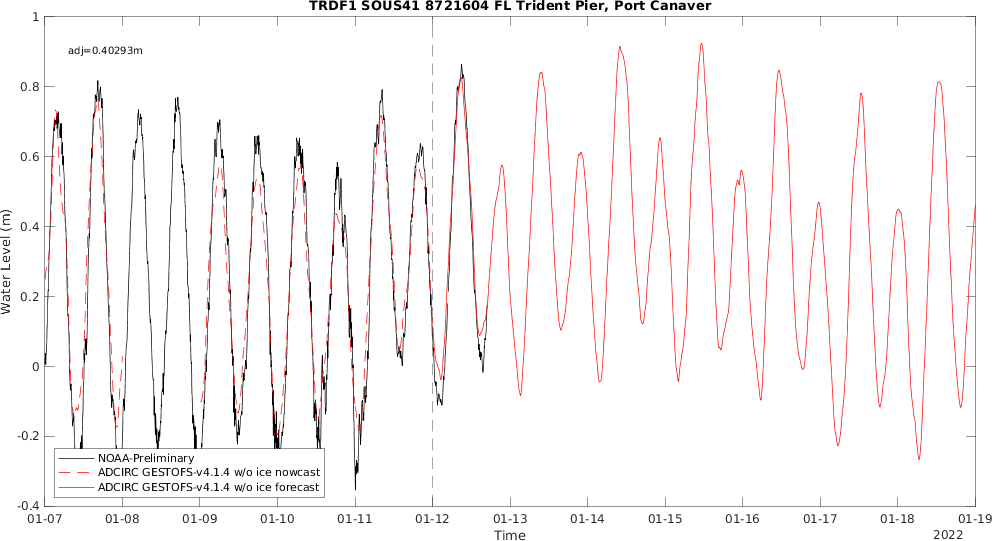 TRDF1 SOUS41 8721604 FL Trident Pier, Port Canaver
adj=0.40293m
Water Level (m)
1
0.8
0.6
0.4
0.2
0
-0.2
-0.4
NOAA-Preliminary
ADCIRC GESTOFS-v4.1.4 w/o ice nowcast
ADCIRC GESTOFS-v4.1.4 w/o ice forecast
01-07 01-08 01-09 01-10 01-11 01-12 01-13 01-14 01-15 01-16 01-17 01-18 01-19
Time
2022